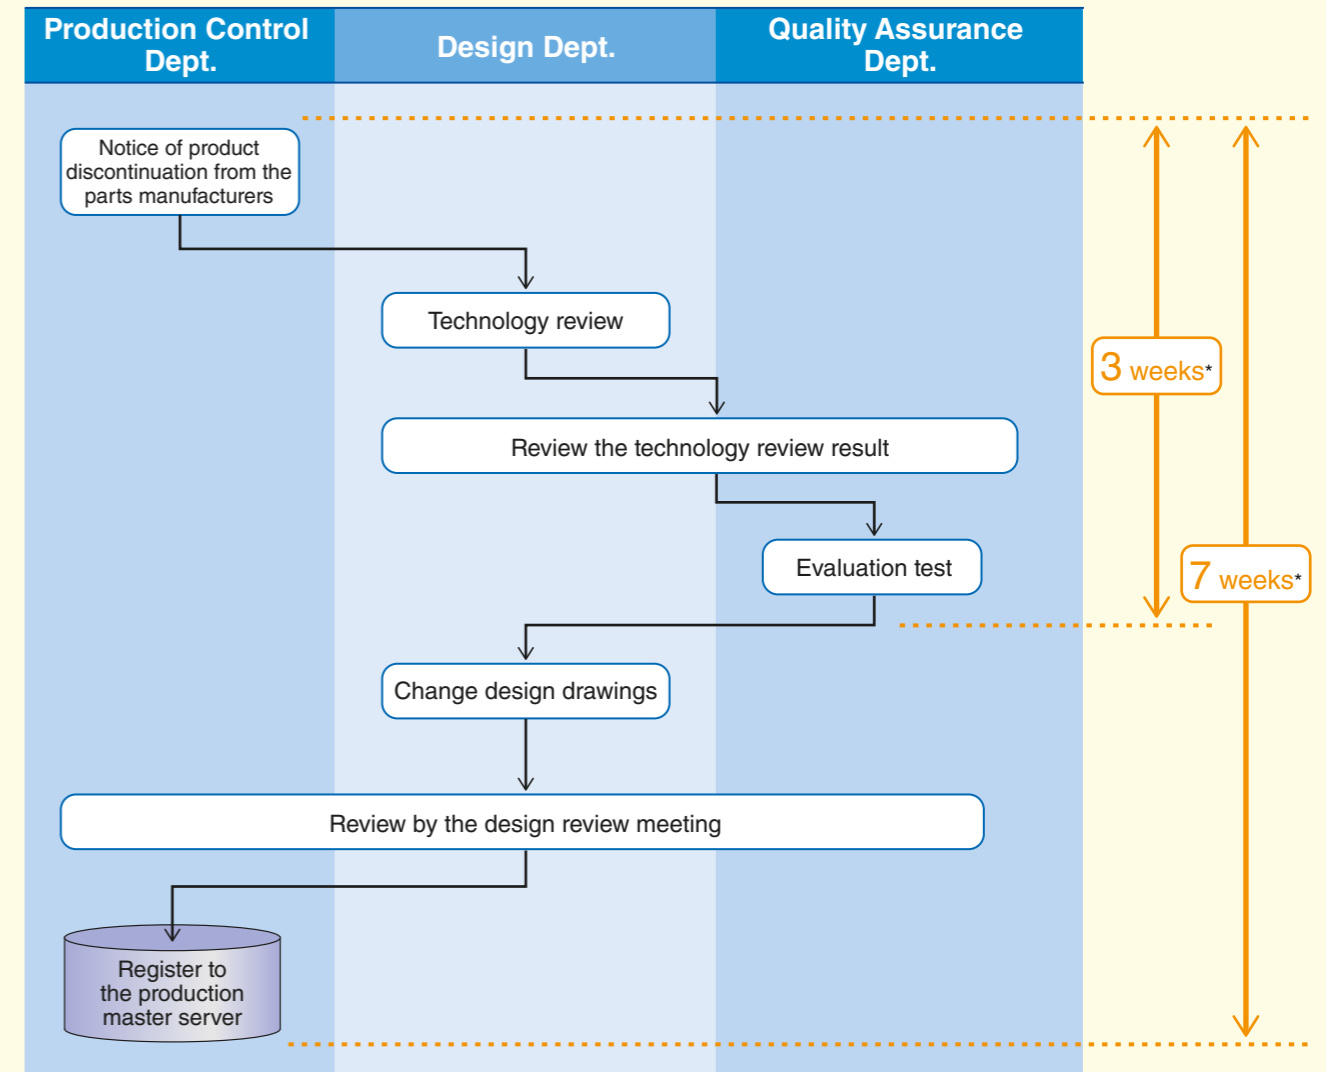 Production Control
Dept.
Design Dept.
Quality Assurance
Dept.
Notice of product
discontinuation from the
parts manufacturers
Technology review
3 weeks*
Review the technology review result
Evaluation test
7 weeks*
Change design drawings
Review by the design review meeting
Register to
the production
master server